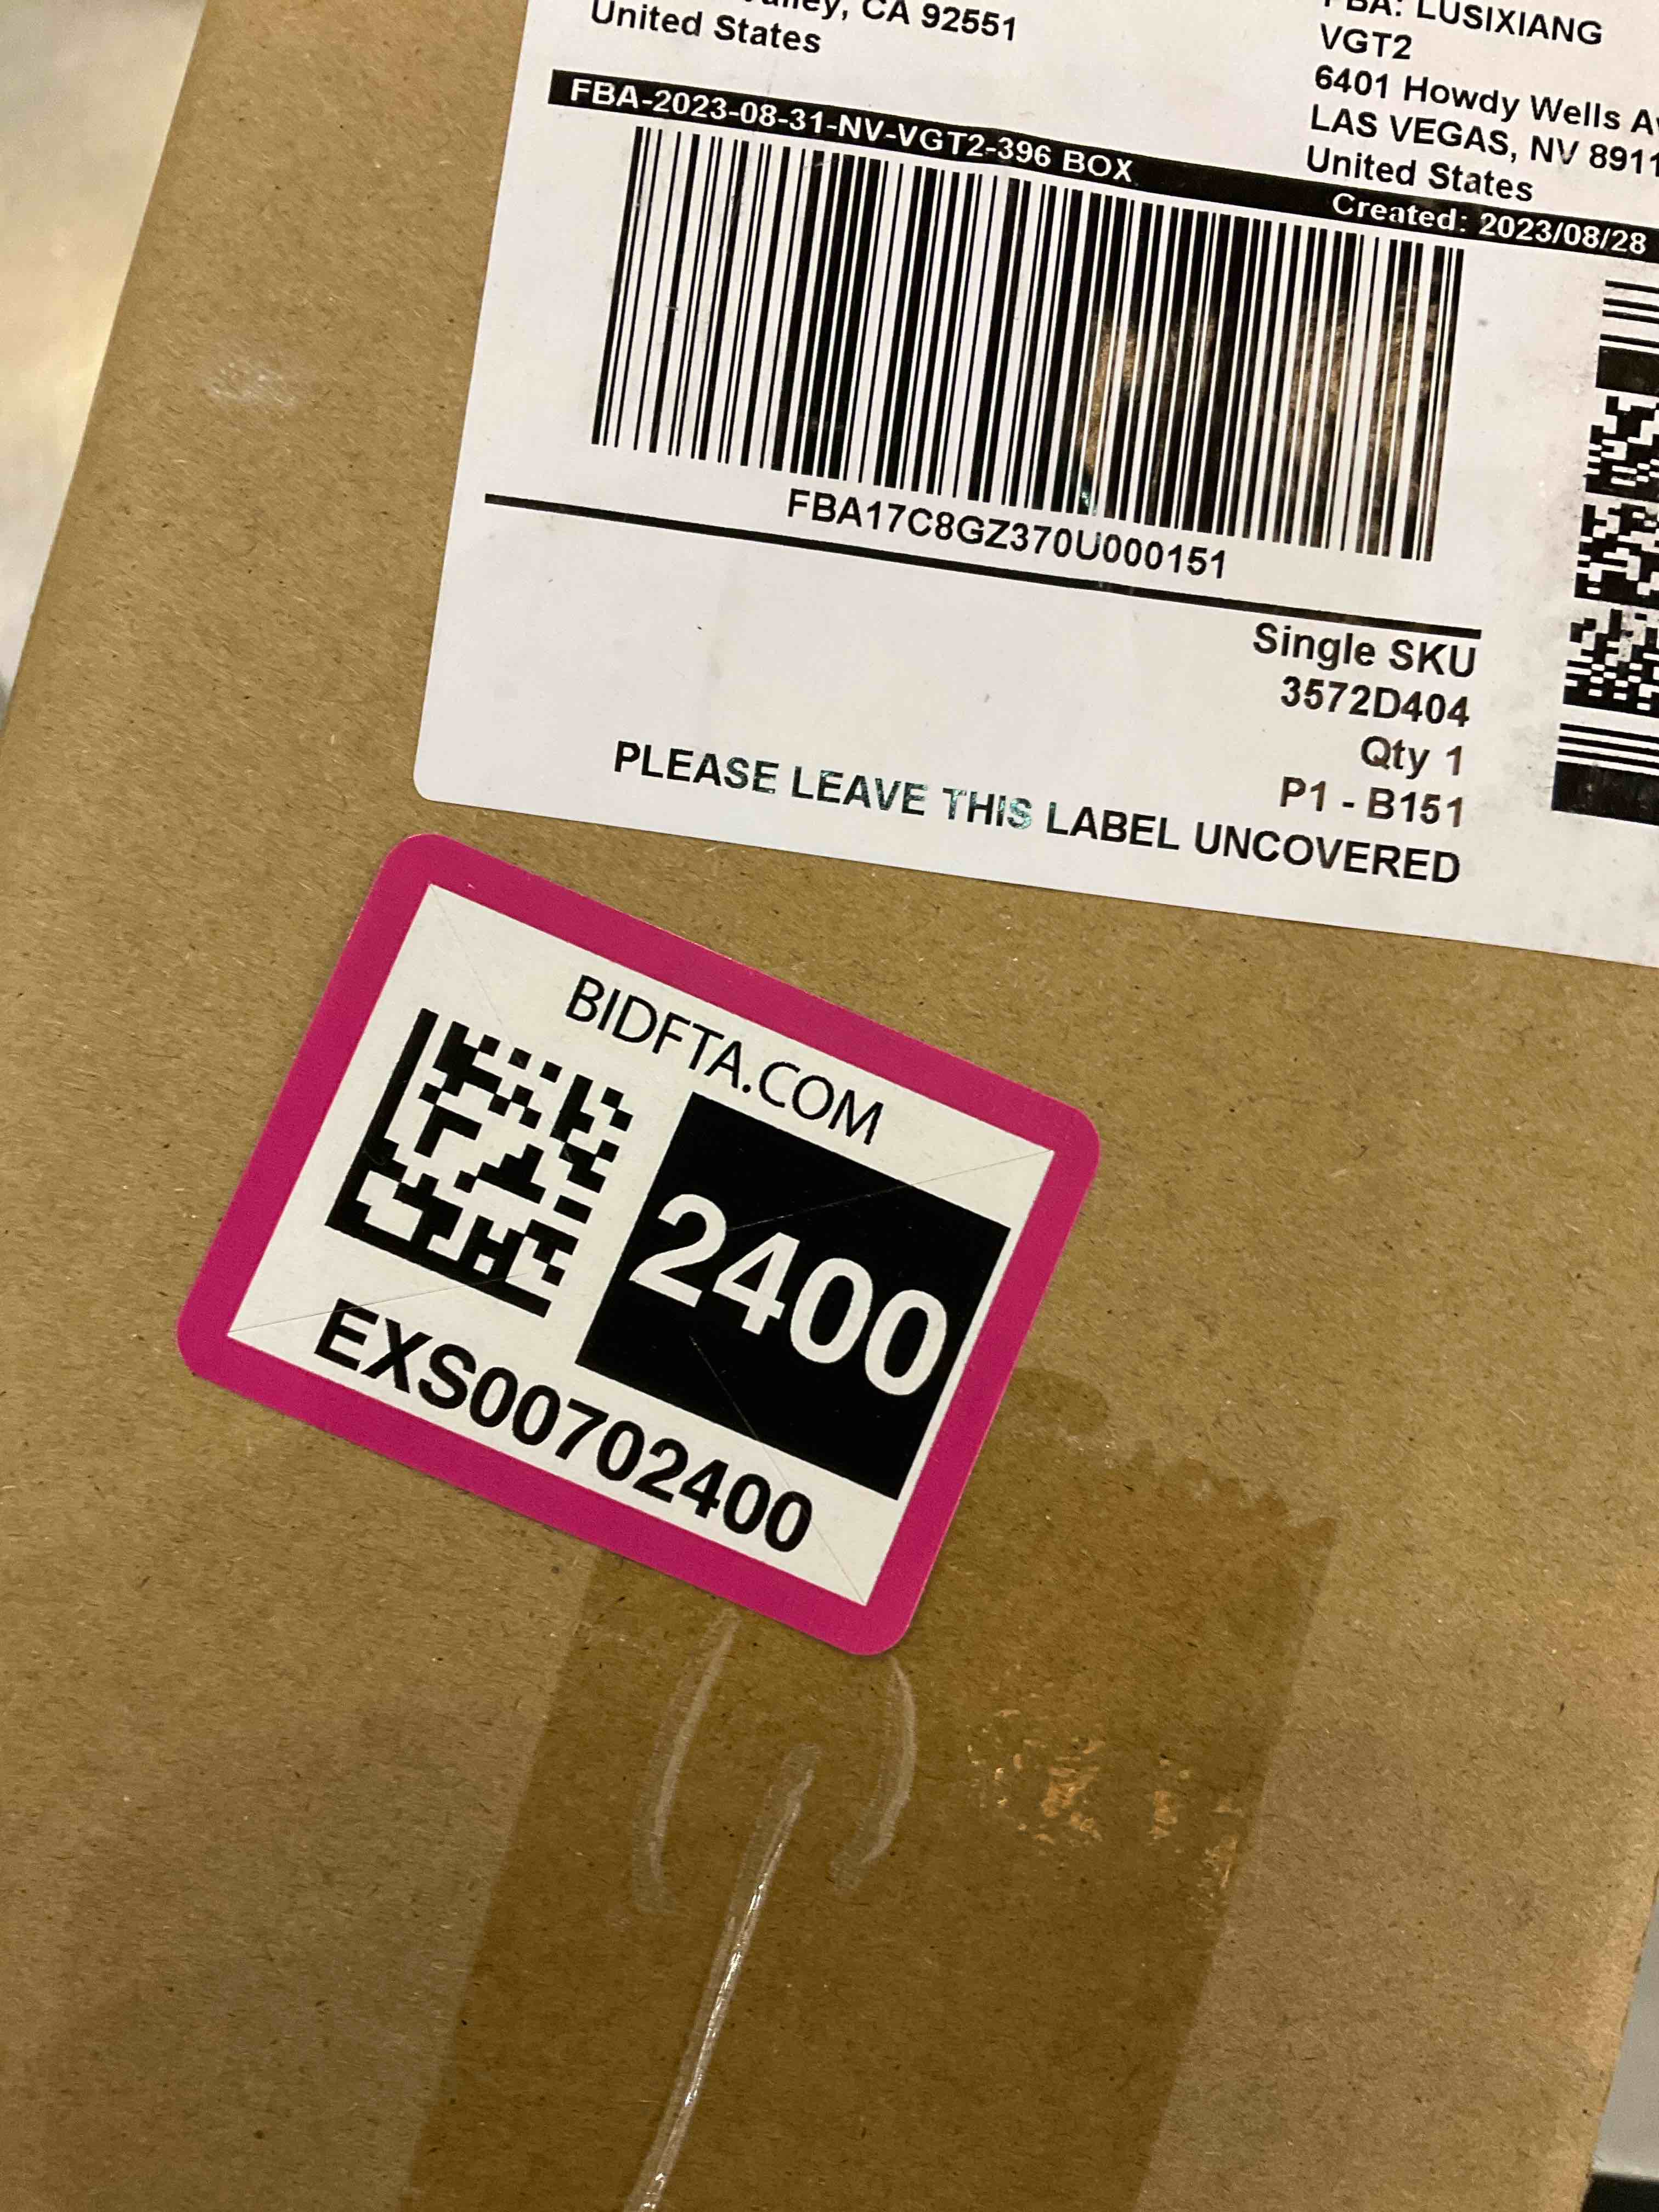 CA 92551
United States
LUSIXIANG
VGT2
6401 Howdy Wells
LAS VEGAS, NV
United States
FBA-2023-08-31-NV-VGT2-396 BOX
Created: 2023/08/28
FBA17C8GZ370U000151
Single SKU
3572D404
Qty 1
P1 - B151
PLEASE LEAVE THIS LABEL UNCOVERED
BIDFTA.COM
2400
EXS00702400